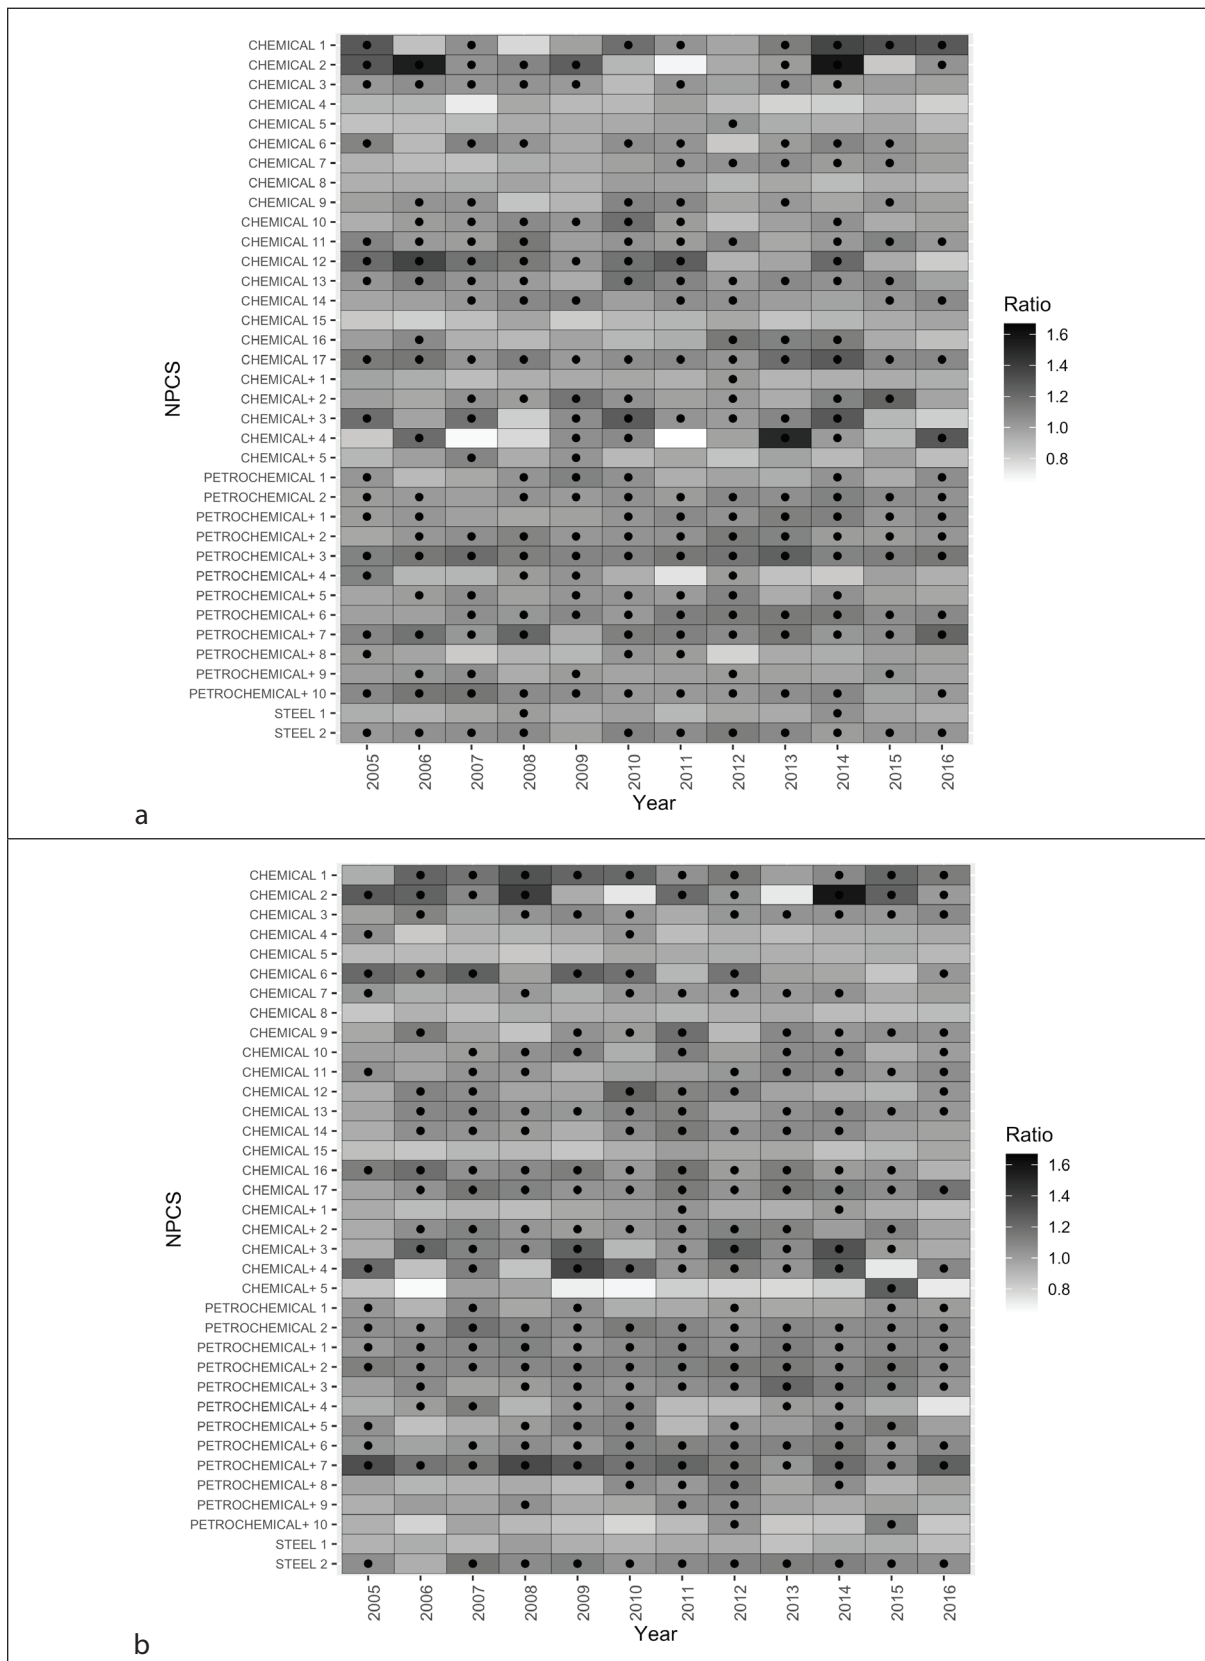 CHEMICAL 1
CHEMICAL 2
CHEMICAL 3
CHEMICAL 4
CHEMICAL 5
CHEMICAL 6
CHEMICAL 7
CHEMICAL 8
CHEMICAL 9
CHEMICAL 10
CHEMICAL 11
CHEMICAL 12
CHEMICAL 13
CHEMICAL 14
CHEMICAL 15
CHEMICAL 16
CHEMICAL 17
CHEMICAL+ 1
CHEMICAL+ 2
CHEMICAL+ 3
CHEMICAL+ 4
CHEMICAL+ 5
PETROCHEMICAL 1
PETROCHEMICAL 2
PETROCHEMICAL+ 1
PETROCHEMICAL+ 2
PETROCHEMICAL+ 3
PETROCHEMICAL+ 4
PETROCHEMICAL+ 5
PETROCHEMICAL+ 6
PETROCHEMICAL+ 7
PETROCHEMICAL+ 8
PETROCHEMICAL+ 9
PETROCHEMICAL+ 10
STEEL 1
STEEL 2
NPCS
2005 2006 2007 2008 2009 2010 2011 2012 2013 2014 2015 2016
Year
Ratio
1.6
1.4
1.2
1.0
0.8
a
CHEMICAL 1
CHEMICAL 2
CHEMICAL 3
CHEMICAL 4
CHEMICAL 5
CHEMICAL 6
CHEMICAL 7
CHEMICAL 8
CHEMICAL 9
CHEMICAL 10
CHEMICAL 11
CHEMICAL 12
CHEMICAL 13
CHEMICAL 14
CHEMICAL 15
CHEMICAL 16
CHEMICAL 17
CHEMICAL+ 1
CHEMICAL+ 2
CHEMICAL+ 3
CHEMICAL+ 4
CHEMICAL+ 5
PETROCHEMICAL 1
PETROCHEMICAL 2
PETROCHEMICAL+ 1
PETROCHEMICAL+ 2
PETROCHEMICAL+ 3
PETROCHEMICAL+ 4
PETROCHEMICAL+ 5
PETROCHEMICAL+ 6
PETROCHEMICAL+ 7
PETROCHEMICAL+ 8
PETROCHEMICAL+ 9
PETROCHEMICAL+ 10
STEEL 1
STEEL 2
NPCS
2005 2006 2007 2008 2009 2010 2011 2012 2013 2014 2015 2016
Year
Ratio
1.6
1.4
1.2
1.0
0.8
b